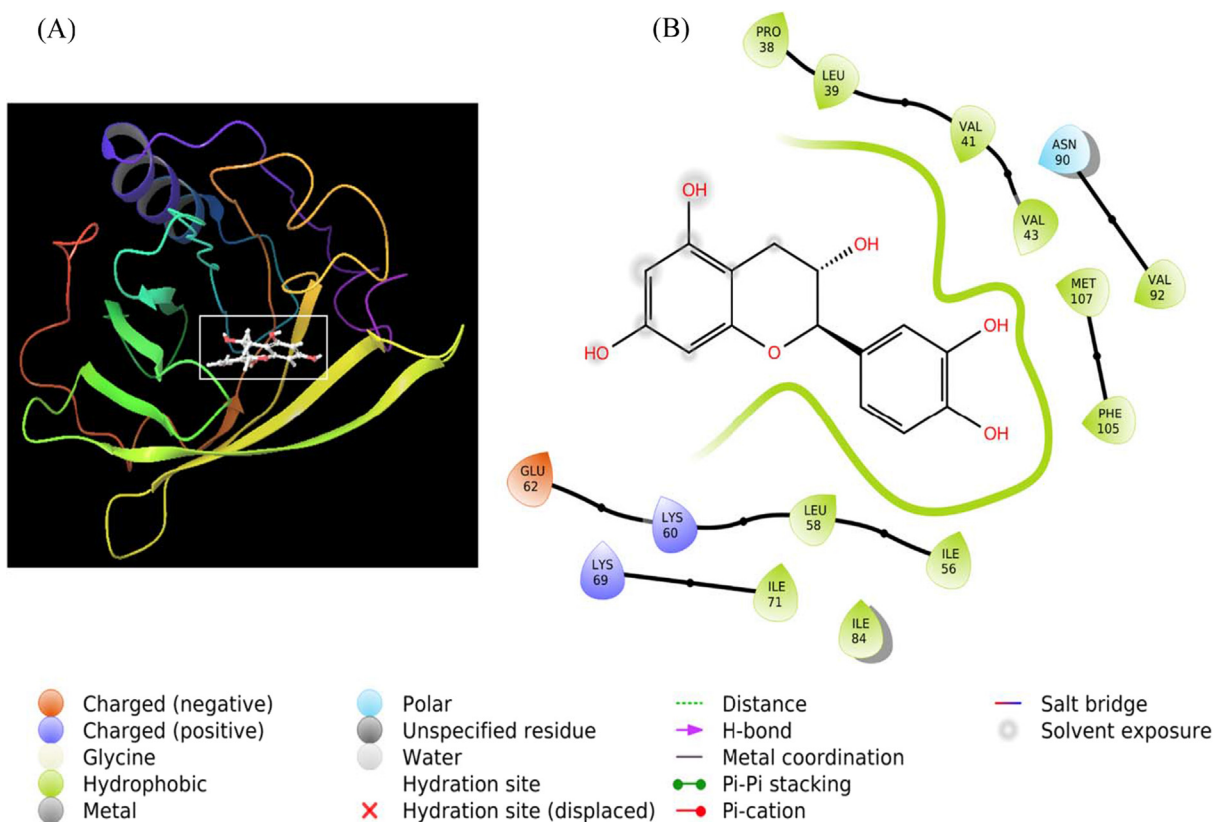 (A)
(B)
PRO
38
LEU
39
VAL
41
ASN
90
VAL
43
VAL
92
MET
107
PHE
105
OH
OH
HO
O
OH
OH
GLU
62
LYS
60
LEU
58
ILE
56
LYS
69
ILE
71
ILE
84
Charged (negative)
Charged (positive)
Glycine
Hydrophobic
Metal
Polar
Unspecified residue
Water
Hydration site
Hydration site (displaced)
Distance
H-bond
Metal coordination
Pi-Pi stacking
Pi-cation
Salt bridge
Solvent exposure